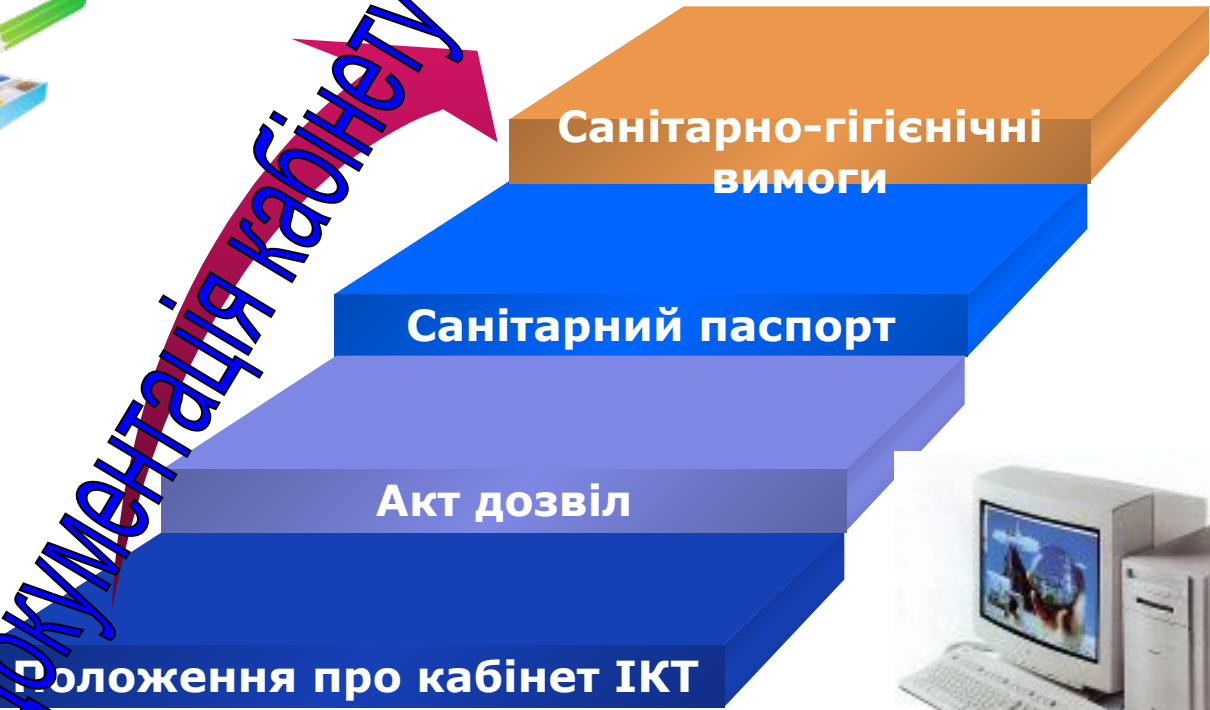 Документація кабінету
Санітарно-гігієнічні
вимоги
Санітарний паспорт
Акт дозвіл
Положення про кабінет ІКТ